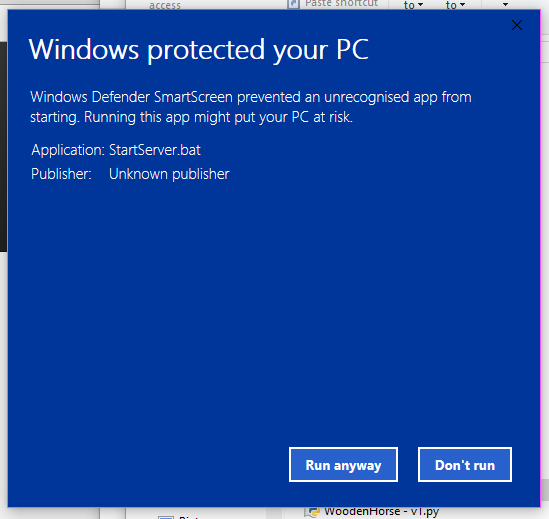 access
Paste shortcut
to
to
Windows protected your PC
Windows Defender SmartScreen prevented an unrecognised app from
starting. Running this app might put your PC at risk.
Application: StartServer.bat
Publisher: Unknown publisher
Run anyway
Don't run
WoodenHorse - v1.py